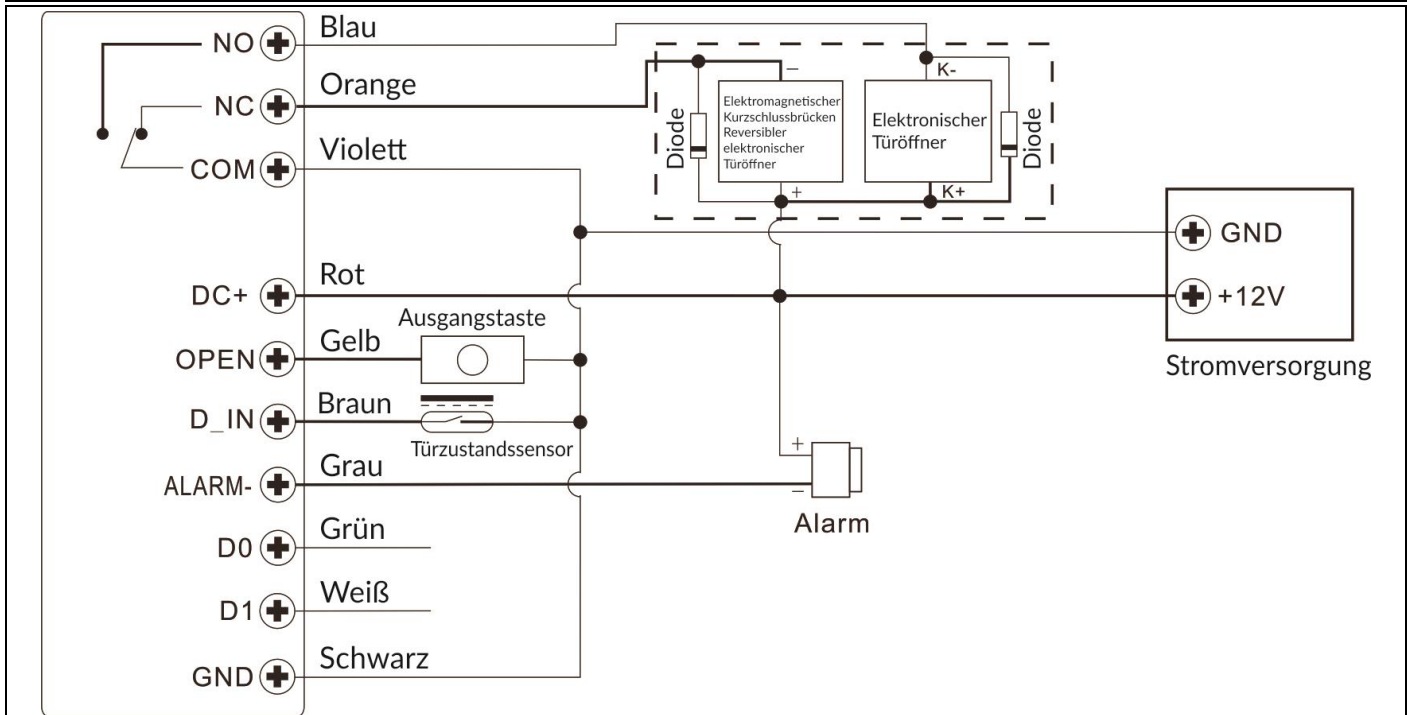 NO
Blau
NC
Orange
COM
Violett
Diode
–
Elektromagnetischer
Kurzschlussbrücken
Reversibler
elektronischer
Türöffner
+
K-
Elektronischer
Türöffner
K+
Diode
GND
+12V
Stromversorgung
DC+
Rot
Ausgangstaste
OPEN
Gelb
D_IN
Braun
Türzustandssensor
ALARM-
Grau
+
–
Alarm
D0
Grün
D1
Weiß
GND
Schwarz